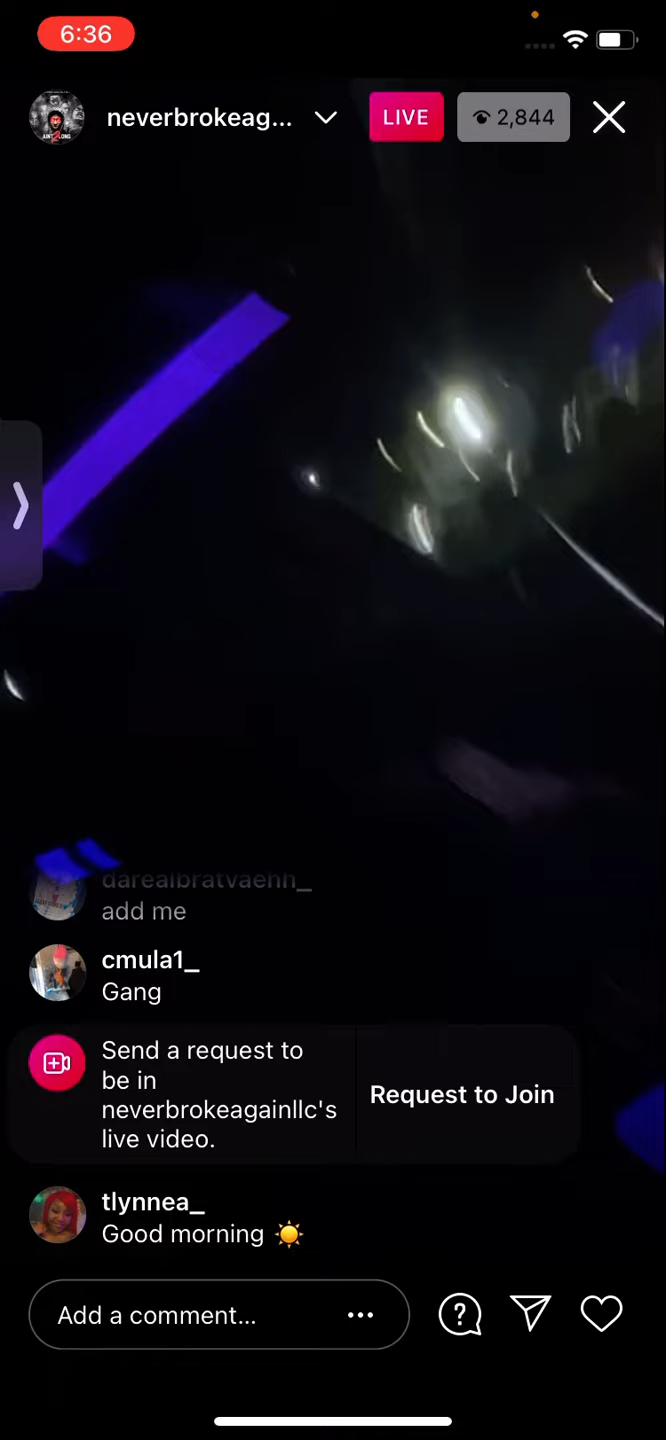 6:36
neverbrokeag...
LIVE
2,844
darealbratvaehh_
add me
cmula1_
Gang
Send a request to
be in
neverbrokeagainllc's
live video.
Request to Join
tlynnea_
Good morning ☀️
Add a comment...